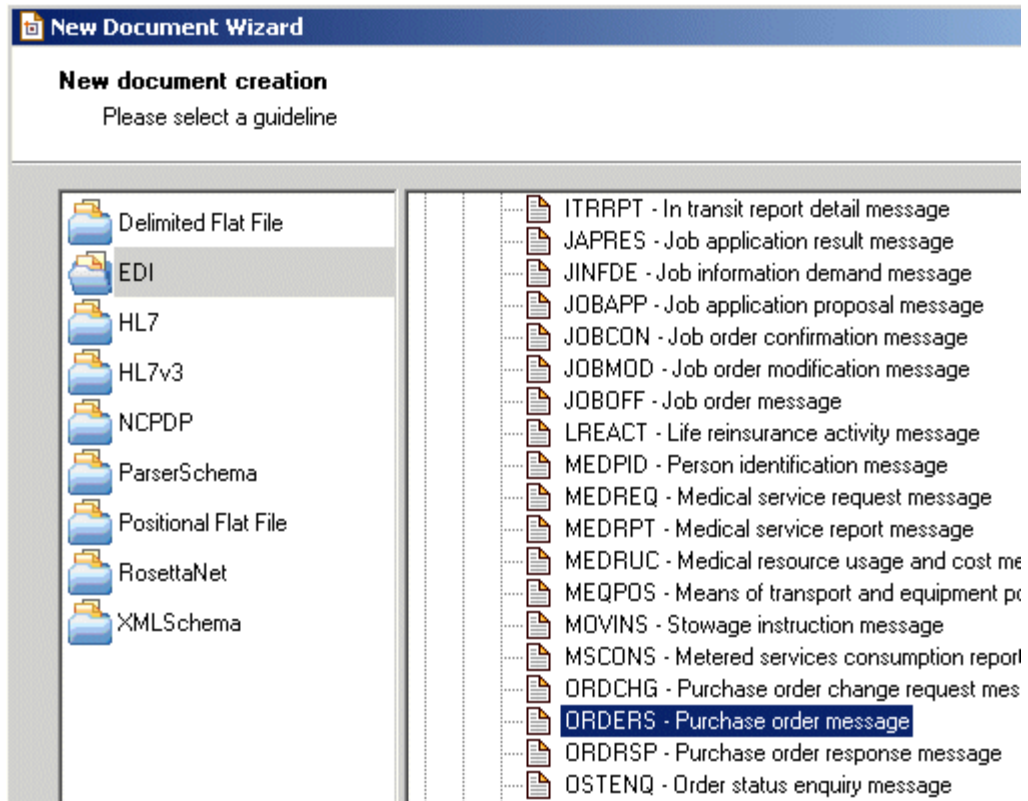 New Document Wizard
New document creation
Please select a guideline
Delimited Flat File
EDI
HL7
HL7v3
NCPDP
ParserSchema
Positional Flat File
RosettaNet
XMLSchema
ITRRPT - In transit report detail message
JAPRES - Job application result message
JINFDE - Job information demand message
JOBAPP - Job application proposal message
JOBCON - Job order confirmation message
JOBMOD - Job order modification message
JOBOFF - Job order message
LREACT - Life reinsurance activity message
MEDPID - Person identification message
MEDREQ - Medical service request message
MEDRPT - Medical service report message
MEDRUC - Medical resource usage and cost me
MEQPOS - Means of transport and equipment po
MOVINS - Stowage instruction message
MSCONS - Metered services consumption report
ORDCHG - Purchase order change request mes
ORDERS - Purchase order message
ORDRSP - Purchase order response message
OSTENQ - Order status enquiry message